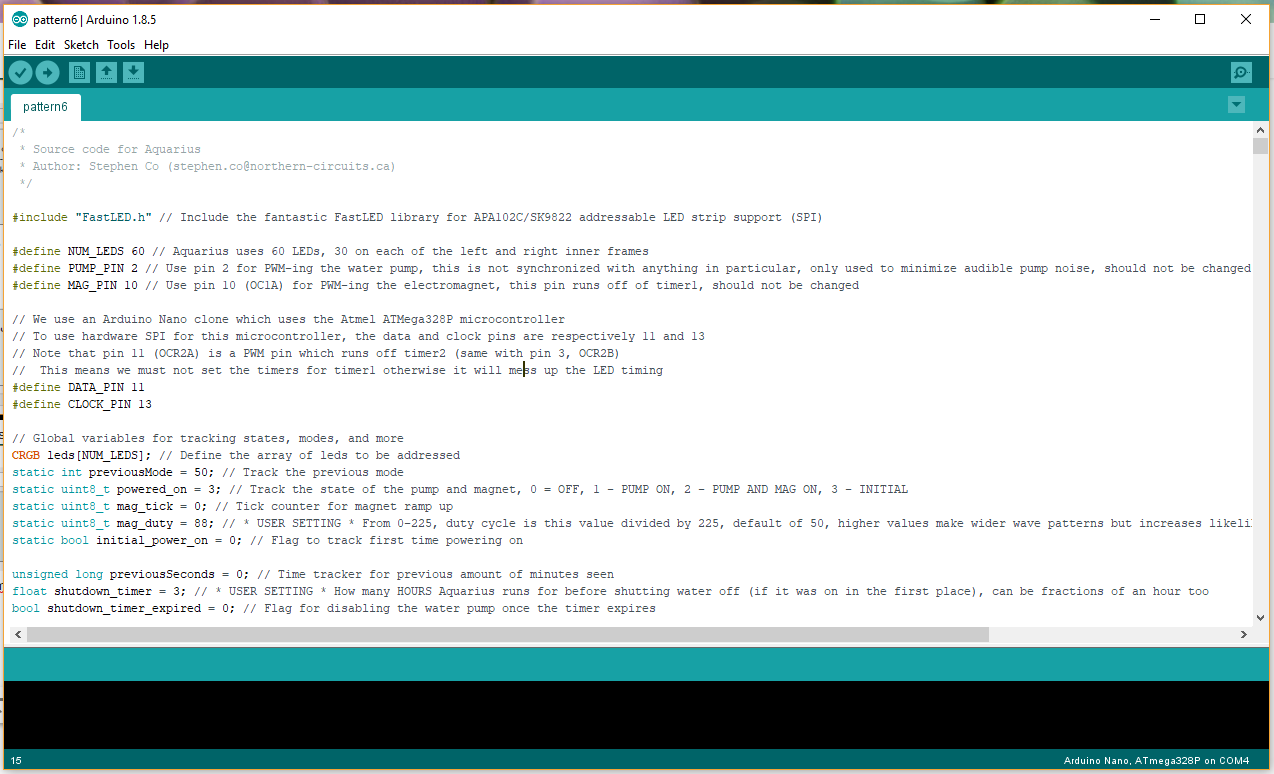 pattern6 | Arduino 1.8.5
File Edit Sketch Tools Help
pattern6
/*
 * Source code for Aquarius
 * Author: Stephen Co (stephen.co@northern-circuits.ca)
 */
#include "FastLED.h" // Include the fantastic FastLED library for APA102C/SK9822 addressable LED strip support (SPI)
#define NUM_LEDS 60 // Aquarius uses 60 LEDs, 30 on each of the left and right inner frames
#define PUMP_PIN 2 // Use pin 2 for PWM-ing the water pump, this is not synchronized with anything in particular, only used to minimize audible pump noise, should not be changed
#define MAG_PIN 10 // Use pin 10 (OC1A) for PWM-ing the electromagnet, this pin runs off of timer1, should not be changed
// We use an Arduino Nano clone which uses the Atmel ATMega328P microcontroller
// To use hardware SPI for this microcontroller, the data and clock pins are respectively 11 and 13
// Note that pin 11 (OCR2A) is a PWM pin which runs off timer2 (same with pin 3, OCR2B)
//  This means we must not set the timers for timer1 otherwise it will mess up the LED timing
#define DATA_PIN 11
#define CLOCK_PIN 13
// Global variables for tracking states, modes, and more
CRGB leds[NUM_LEDS]; // Define the array of leds to be addressed
static int previousMode = 50; // Track the previous mode
static uint8_t powered_on = 3; // Track the state of the pump and magnet, 0 = OFF, 1 - PUMP ON, 2 - PUMP AND MAG ON, 3 - INITIAL
static uint8_t mag_tick = 0; // Tick counter for magnet ramp up
static uint8_t mag_duty = 88; // * USER SETTING * From 0-225, duty cycle is this value divided by 225, default of 50, higher values make wider wave patterns but increases
static bool initial_power_on = 0; // Flag to track first time powering on
unsigned long previousSeconds = 0; // Time tracker for previous amount of minutes seen
float shutdown_timer = 3; // * USER SETTING * How many HOURS Aquarius runs for before shutting water off (if it was on in the first place), can be fractions of an hour too
bool shutdown_timer_expired = 0; // Flag for disabling the water pump once the timer expires
15
Arduino Nano, ATmega328P on COM4